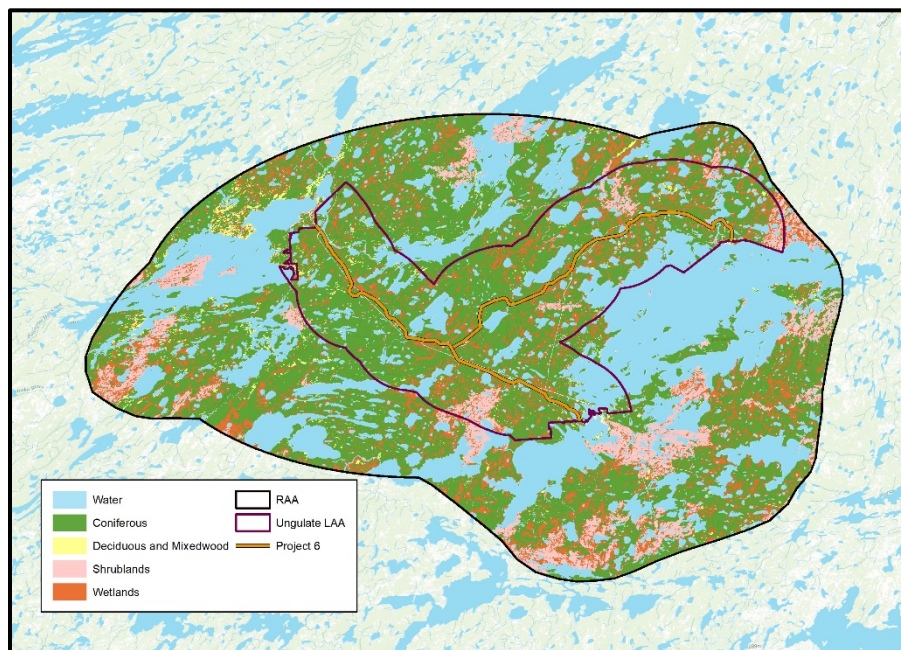 Water
Coniferous
Deciduous and Mixedwood
Shrublands
Wetlands
RAA
Ungulate LAA
Project 6